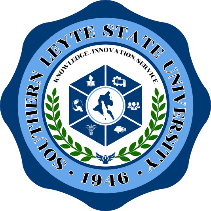 SOUTHERN LEYTE STATE UNIVERSITY
KNOWLEDGE•INNOVATION•SERVICE
• 1946 •